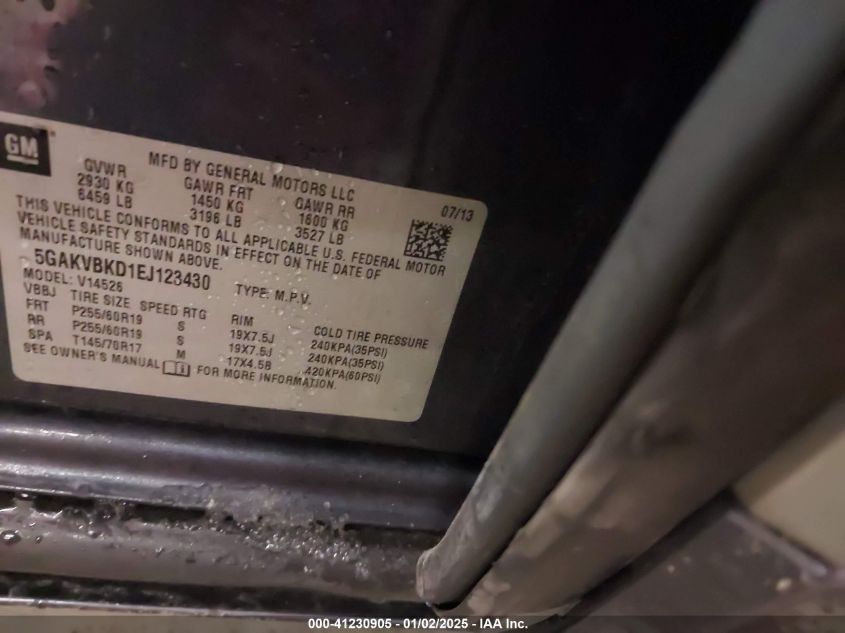 GM
MFD BY GENERAL MOTORS LLC
GVWR GAWR FRT GAWR RR 07/13
2930 KG 1450 KG 1600 KG
6459 LB 3196 LB 3527 LB
THIS VEHICLE CONFORMS TO ALL APPLICABLE U.S. FEDERAL MOTOR
VEHICLE SAFETY STANDARDS IN EFFECT ON THE DATE OF
MANUFACTURE SHOWN ABOVE.
5GAKVBKD1EJ123430 TYPE: M.P.V.
MODEL: V14526
VBBJ TIRE SIZE SPEED RTG RIM COLD TIRE PRESSURE
FRT P255/60R19 S 19X7.5J 240KPA(35PSI)
RR P255/60R19 S 19X7.5J 240KPA(35PSI)
SPA T145/70R17 M 17X4.5B 420KPA(60PSI)
SEE OWNER'S MANUAL FOR MORE INFORMATION.
000-41230905 - 01/02/2025 - IAA Inc.